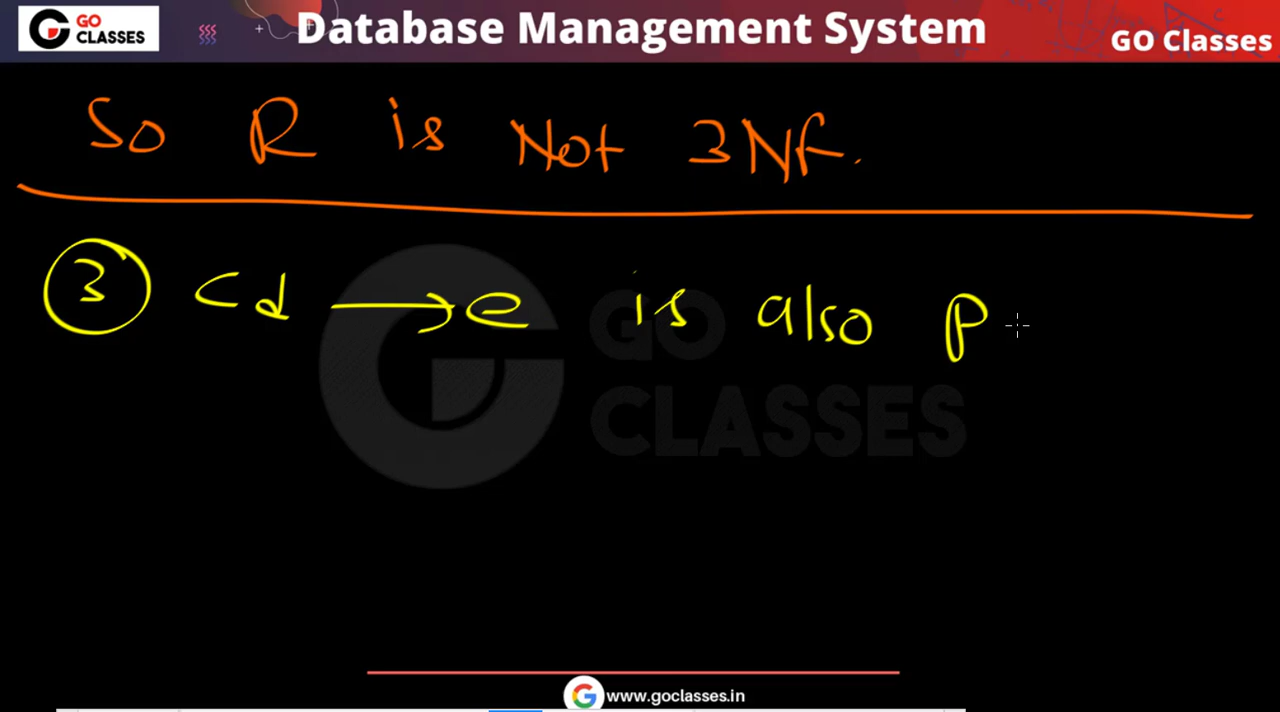 GO
CLASSES
Database Management System
GO Classes
So R is Not 3NF.
3 cd → e is also p
GO
CLASSES
www.goclasses.in